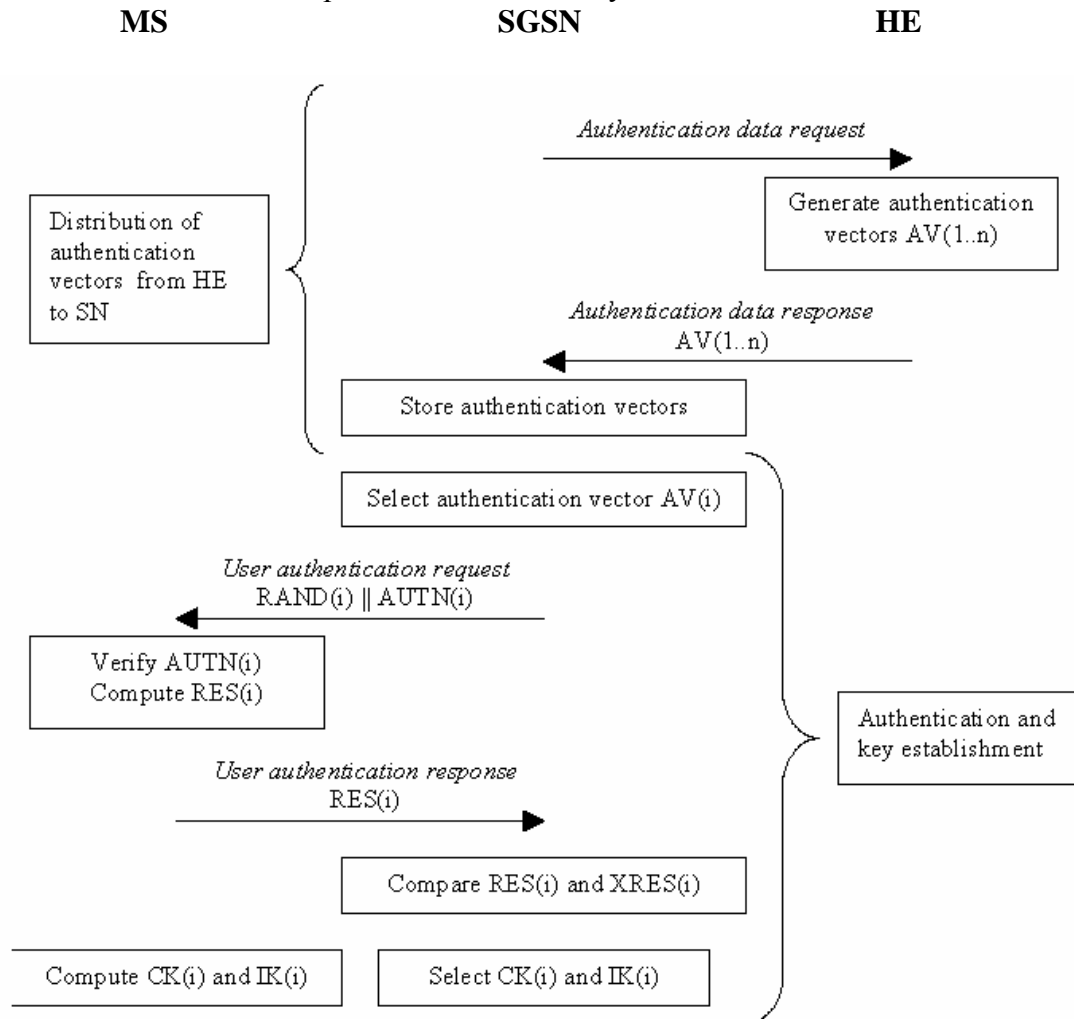 MS SGSN HE
Authentication data request
Distribution of
authentication
vectors from HE
to SN
Generate authentication
vectors AV(1..n)
Authentication data response
AV(1..n)
Store authentication vectors
Select authentication vector AV(i)
User authentication request
RAND(i) || AUTN(i)
Verify AUTN(i)
Compute RES(i)
Authentication and
key establishment
User authentication response
RES(i)
Compare RES(i) and XRES(i)
Compute CK(i) and IK(i)
Select CK(i) and IK(i)